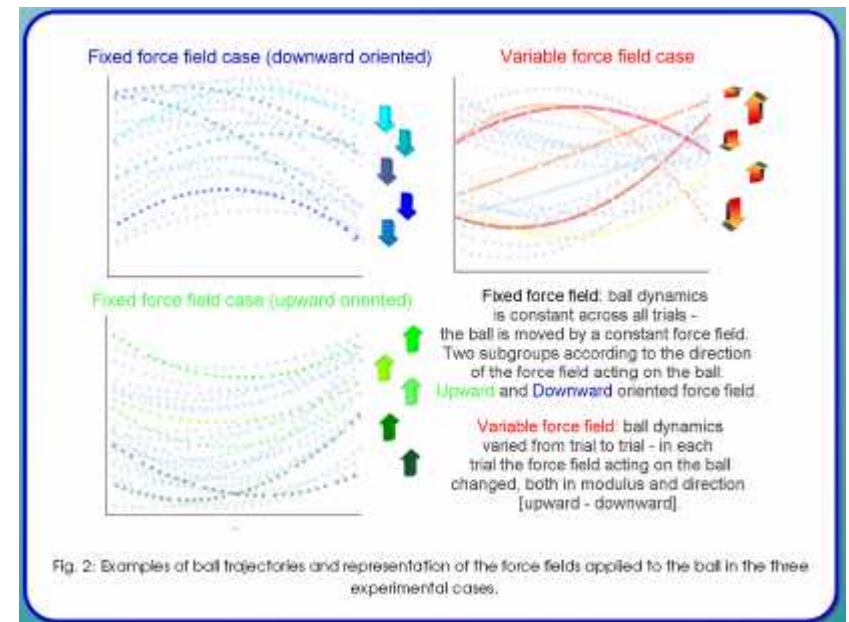 Fixed force field case (downward oriented)
Variable force field case
Fixed force field case (upward oriented)
Fixed force field: ball dynamics
is constant across all trials -
the ball is moved by a constant force field.
Two subgroups according to the direction
of the force field acting on the ball:
Upward and Downward oriented force field.
Variable force field: ball dynamics
varied from trial to trial - in each
trial the force field acting on the ball
changed, both in modulus and direction
[upward - downward].
Fig. 2: Examples of ball trajectories and representation of the force fields applied to the ball in the three
experimental cases.